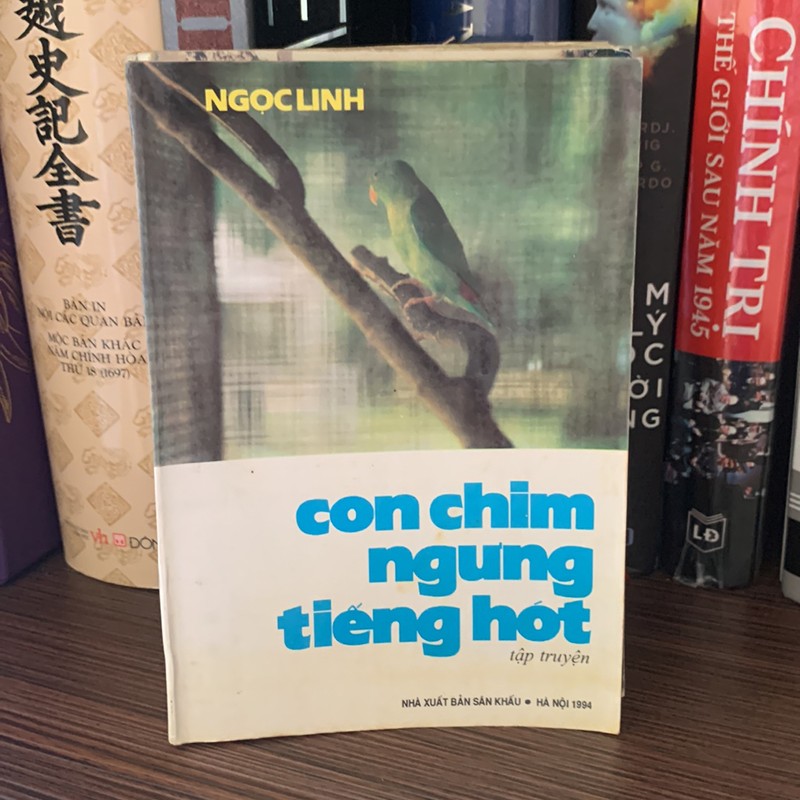 NGỌC LINH
con chim
ngưng
tiếng hót
tập truyện
NHÀ XUẤT BẢN SÂN KHẤU ● HÀ NỘI 1994
越史記全書
BẢN IN
NỘI CÁC QUAN BẢN
MỘC BẢN KHẮC
NĂM CHÍNH HÒA
THỨ 18 (1697)
CHÍNH TRỊ
THẾ GIỚI SAU NĂM 1945
LĐ